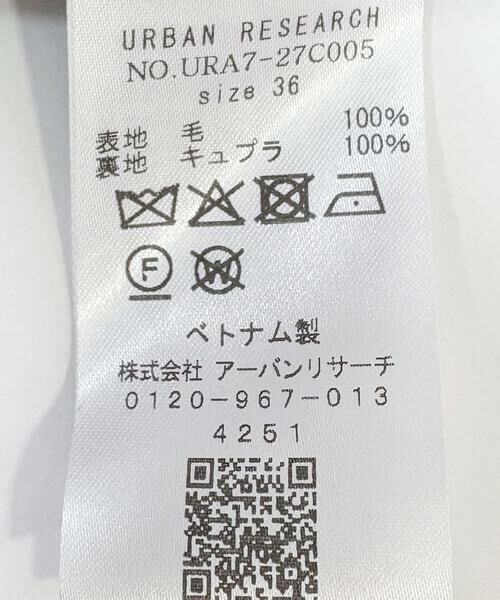 URBAN RESEARCH
NO.URA7-27C005
size 36
表地 毛 100%
裏地 キュプラ 100%
F
W
ベトナム製
株式会社 アーバンリサーチ
0120-967-013
4251